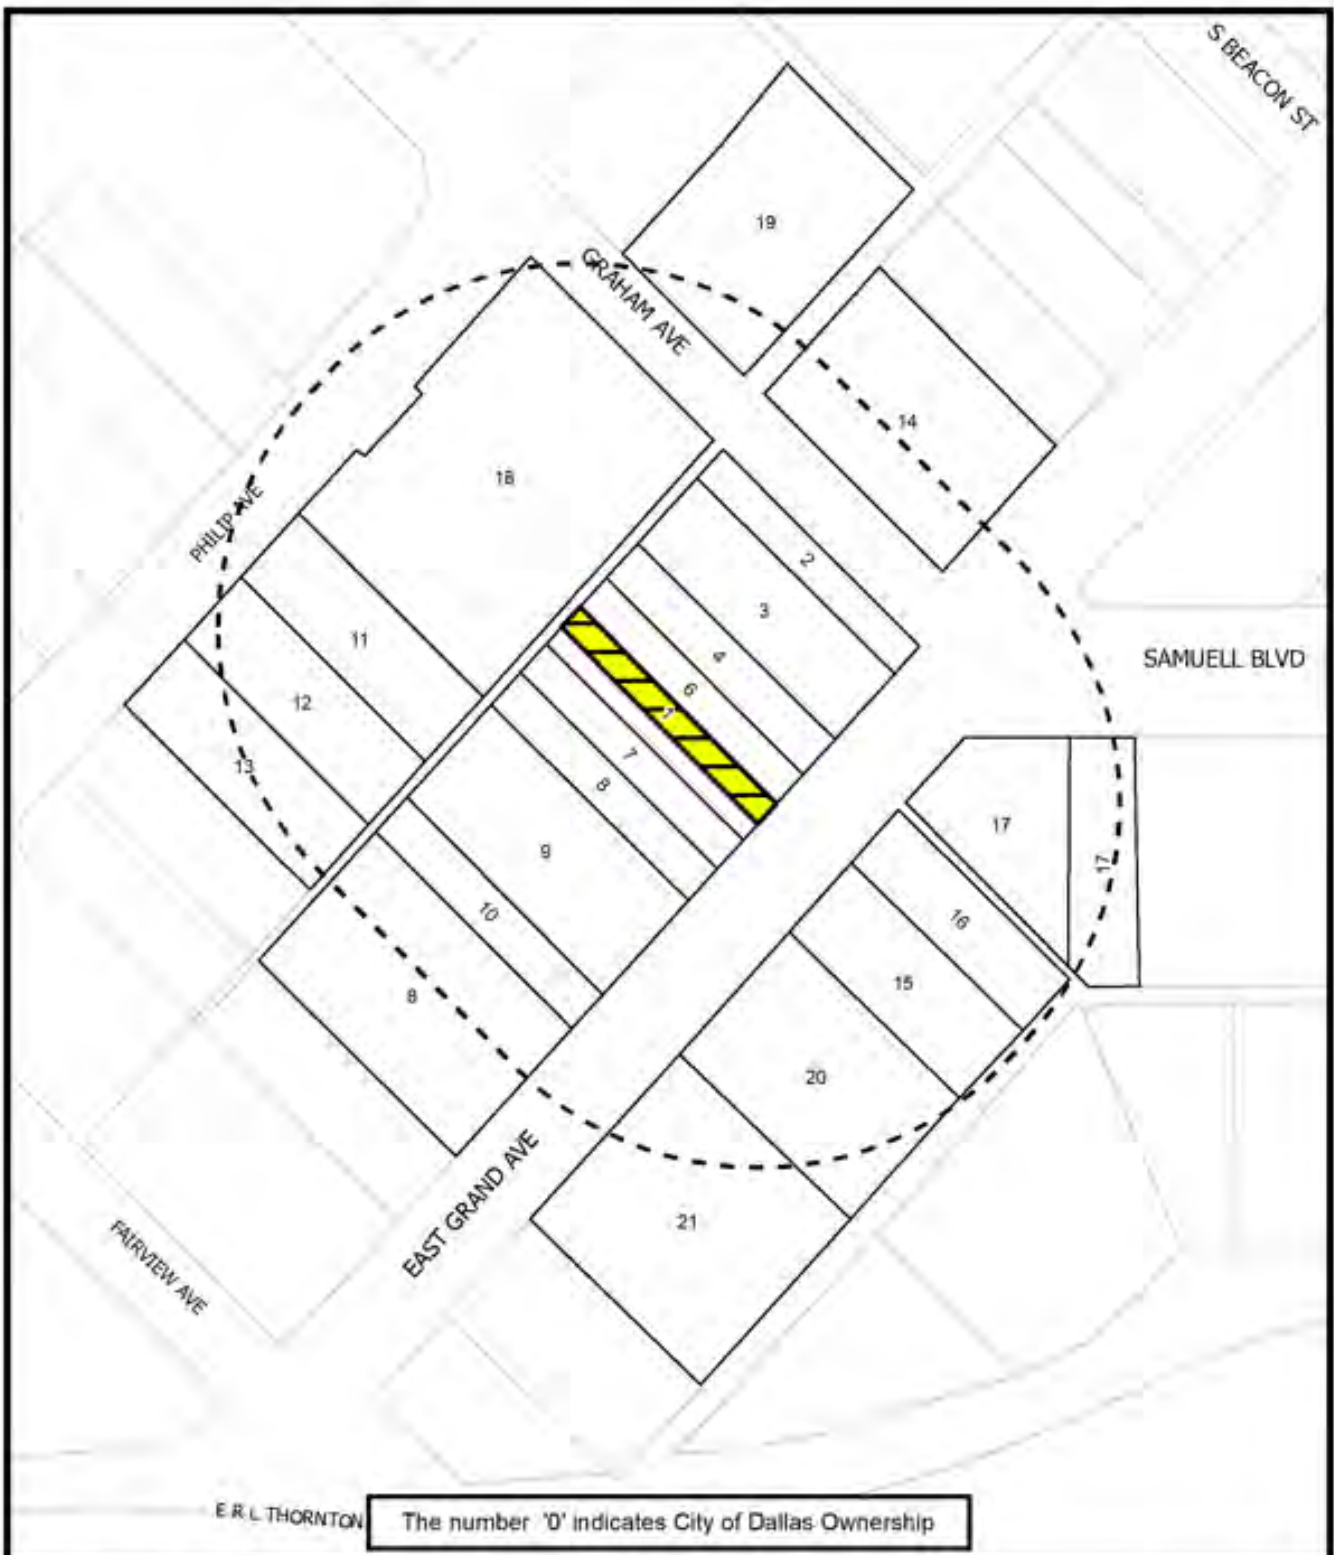 S BEACON ST
19
GRAHAM AVE
14
18
PHILIP AVE
2
3
11
4
SAMUELL BLVD
6
12
1
7
13
8
17
9
17
10
16
15
8
20
EAST GRAND AVE
21
FAIRVIEW AVE
E R L THORNTON
The number '0' indicates City of Dallas Ownership